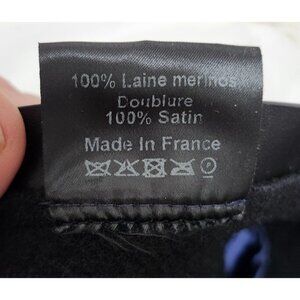 100% Laine merinos
Doublure
100% Satin
Made In France